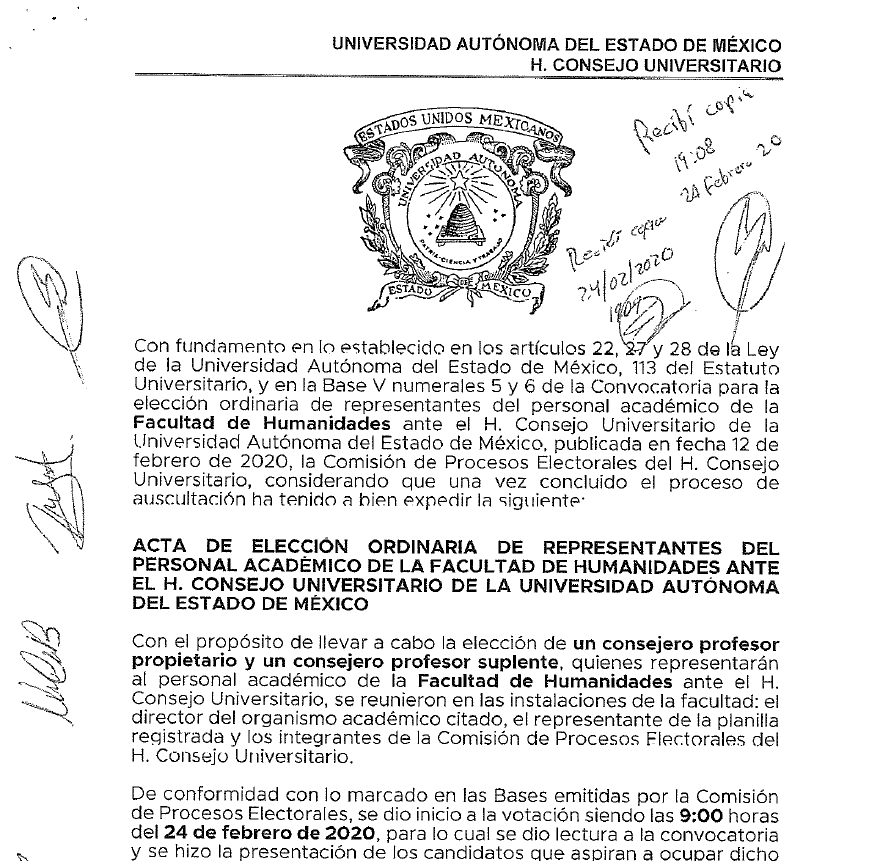 UNIVERSIDAD AUTÓNOMA DEL ESTADO DE MÉXICO
H. CONSEJO UNIVERSITARIO
ESTADOS UNIDOS MEXICANOS
UNIVERSIDAD AUTONOMA
PATRIA·CIENCIA Y TRABAJO
ESTADO DE MEXICO
Recibí copia
19:08
24 Febrero 20
Recibí copia
24/02/2020
Con fundamento en lo establecido en los artículos 22, 27 y 28 de la Ley
de la Universidad Autónoma del Estado de México, 113 del Estatuto
Universitario, y en la Base V numerales 5 y 6 de la Convocatoria para la
elección ordinaria de representantes del personal académico de la
Facultad de Humanidades ante el H. Consejo Universitario de la
Universidad Autónoma del Estado de México, publicada en fecha 12 de
febrero de 2020, la Comisión de Procesos Electorales del H. Consejo
Universitario, considerando que una vez concluído el proceso de
auscultación ha tenido a bien expedir la siguiente:
ACTA DE ELECCIÓN ORDINARIA DE REPRESENTANTES DEL
PERSONAL ACADÉMICO DE LA FACULTAD DE HUMANIDADES ANTE
EL H. CONSEJO UNIVERSITARIO DE LA UNIVERSIDAD AUTÓNOMA
DEL ESTADO DE MÉXICO
Con el propósito de llevar a cabo la elección de un consejero profesor
propietario y un consejero profesor suplente, quienes representarán
al personal académico de la Facultad de Humanidades ante el H.
Consejo Universitario, se reunieron en las instalaciones de la facultad: el
director del organismo académico citado, el representante de la planilla
registrada y los integrantes de la Comisión de Procesos Electorales del
H. Consejo Universitario.
De conformidad con lo marcado en las Bases emitidas por la Comisión
de Procesos Electorales, se dio inicio a la votación siendo las 9:00 horas
del 24 de febrero de 2020, para lo cual se dio lectura a la convocatoria
y se hizo la presentación de los candidatos que aspiran a ocupar dicho